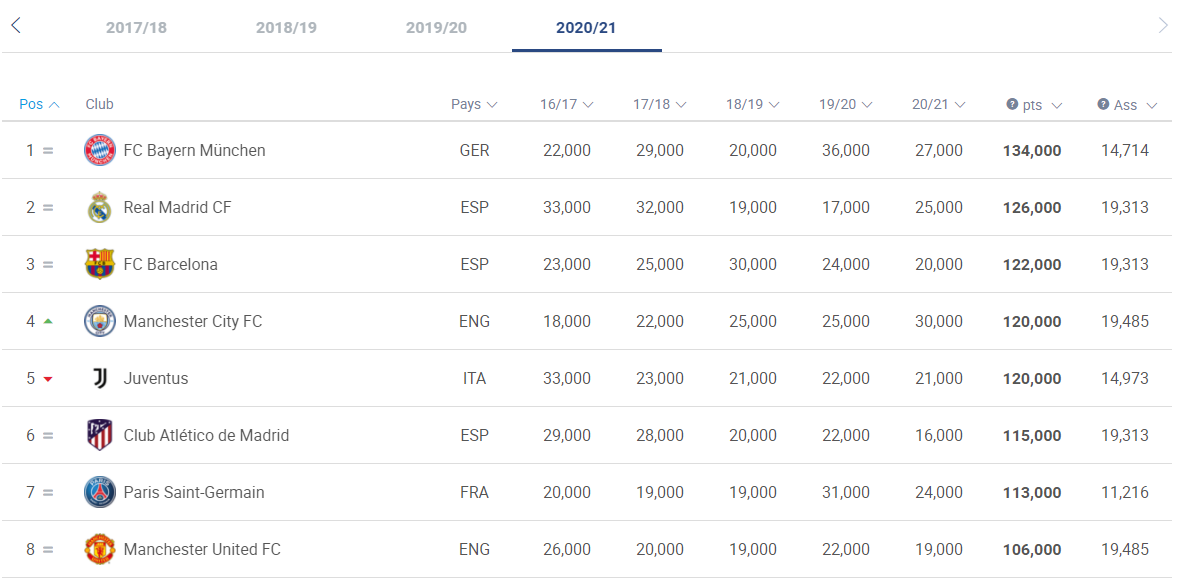 2017/18 2018/19 2019/20 2020/21
Pos Club Pays 16/17 17/18 18/19 19/20 20/21 ? pts ? Ass
1 = FC Bayern München GER 22,000 29,000 20,000 36,000 27,000 134,000 14,714
2 = Real Madrid CF ESP 33,000 32,000 19,000 17,000 25,000 126,000 19,313
3 = FC Barcelona ESP 23,000 25,000 30,000 24,000 20,000 122,000 19,313
4 Manchester City FC ENG 18,000 22,000 25,000 25,000 30,000 120,000 19,485
5 Juventus ITA 33,000 23,000 21,000 22,000 21,000 120,000 14,973
6 = Club Atlético de Madrid ESP 29,000 28,000 20,000 22,000 16,000 115,000 19,313
7 = Paris Saint-Germain FRA 20,000 19,000 19,000 31,000 24,000 113,000 11,216
8 = Manchester United FC ENG 26,000 20,000 19,000 22,000 19,000 106,000 19,485